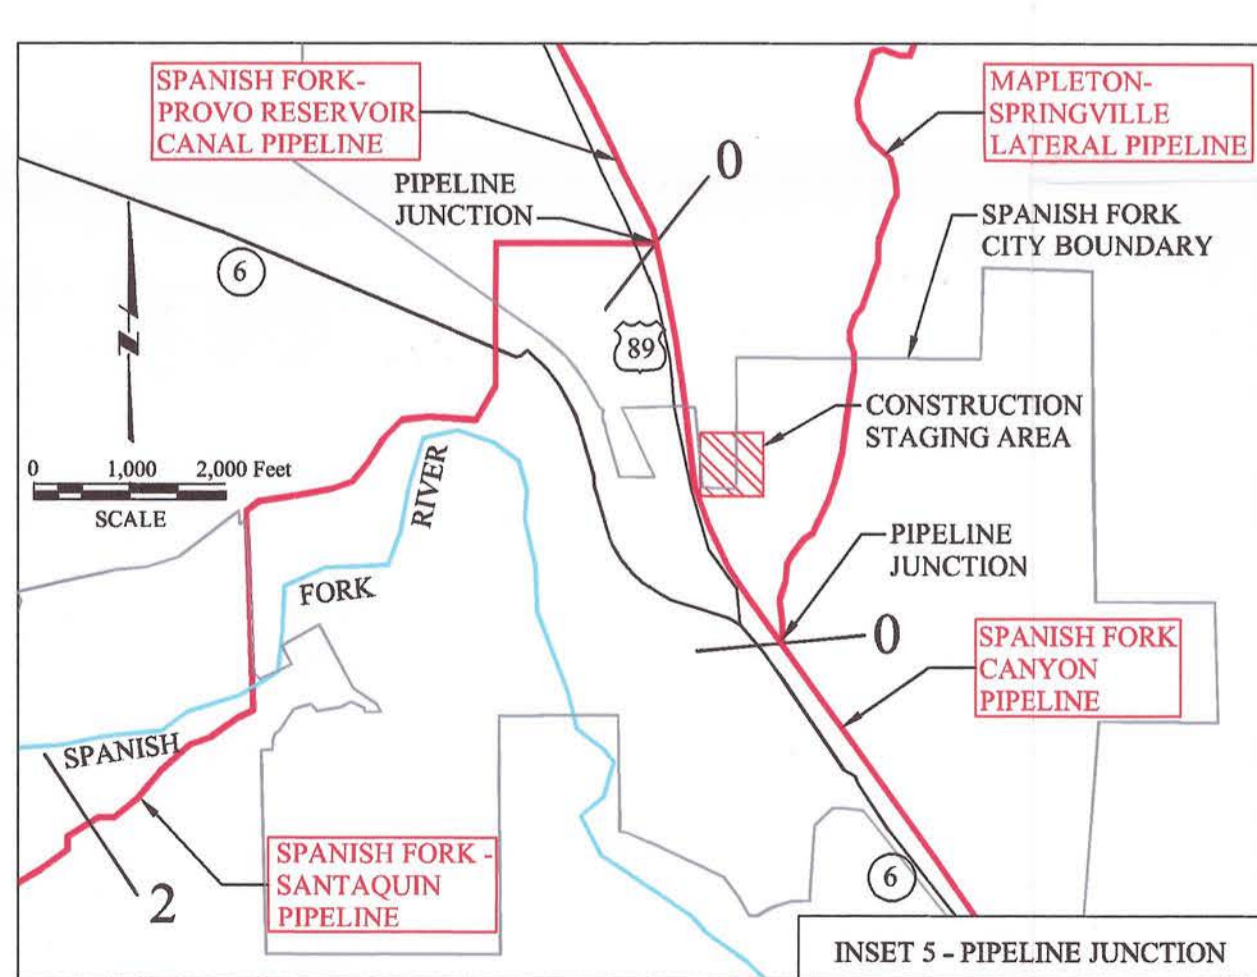 SPANISH FORK-
PROVO RESERVOIR
CANAL PIPELINE
MAPLETON-
SPRINGVILLE
LATERAL PIPELINE
0
PIPELINE
JUNCTION
SPANISH FORK
CITY BOUNDARY
6
N
89
CONSTRUCTION
STAGING AREA
0 1,000 2,000 Feet
SCALE
RIVER
FORK
SPANISH
PIPELINE
JUNCTION
0
SPANISH FORK
CANYON
PIPELINE
2
SPANISH FORK -
SANTAQUIN
PIPELINE
6
INSET 5 - PIPELINE JUNCTION